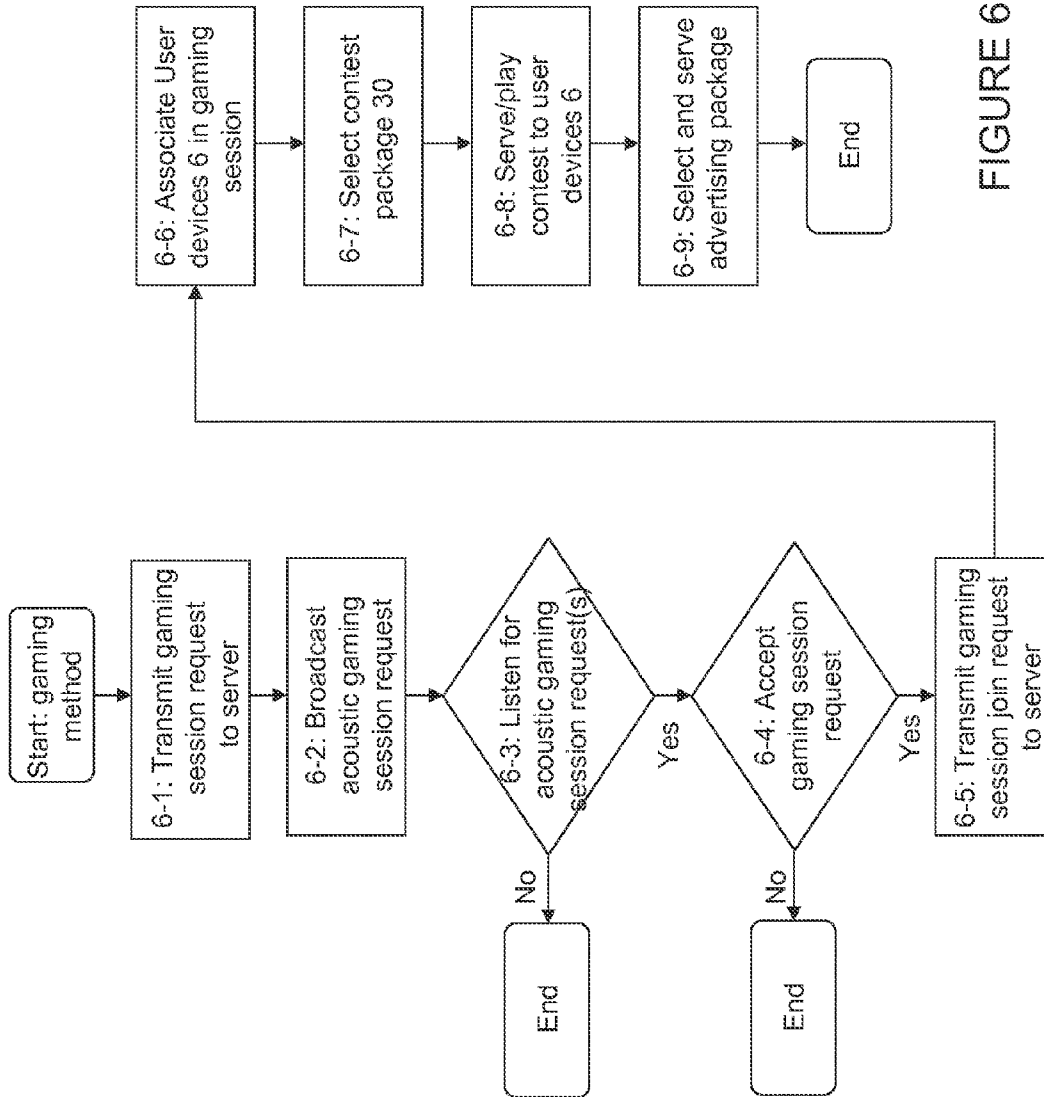 Start: gaming
method
6-1: Transmit gaming
session request
to server
6-2: Broadcast
acoustic gaming
session request
6-3: Listen for
acoustic gaming
session request(s)
No
End
Yes
6-4: Accept
gaming session
request
No
End
Yes
6-5: Transmit gaming
session join request
to server
6-6: Associate User
devices 6 in gaming
session
6-7: Select contest
package 30
6-8: Serve/play
contest to user
devices 6
6-9: Select and serve
advertising package
End
FIGURE 6